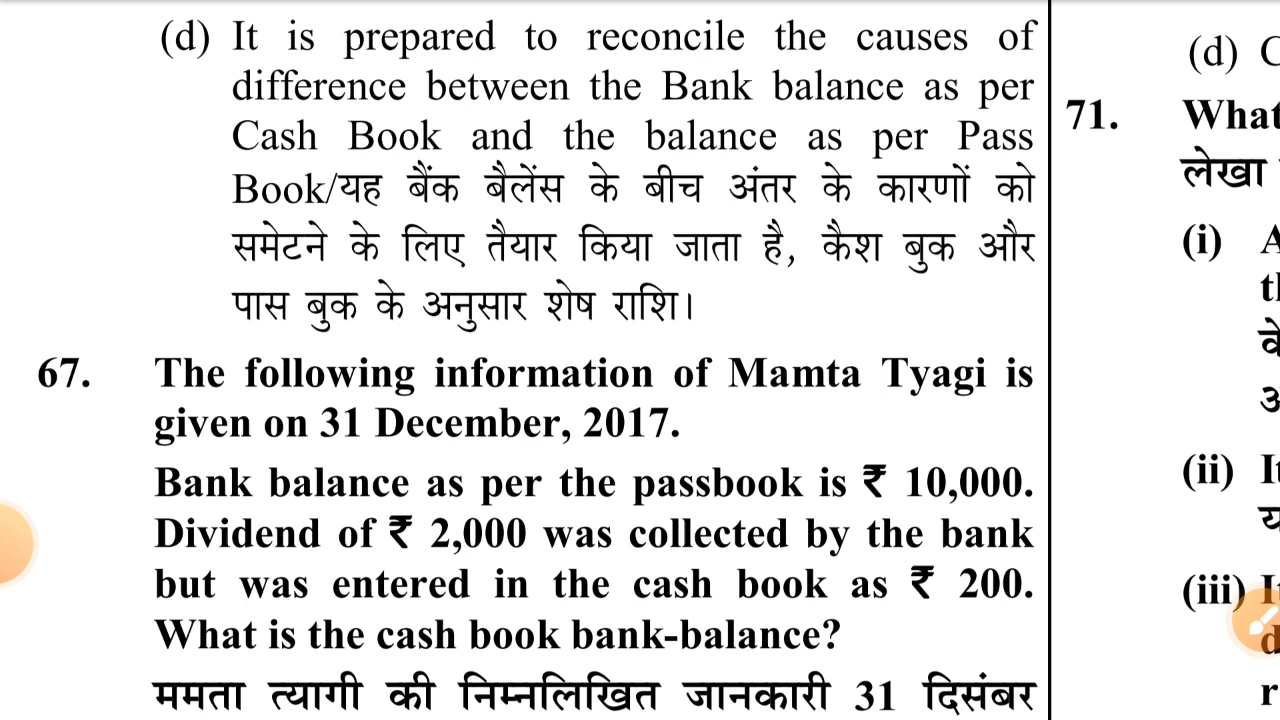 (d) It is prepared to reconcile the causes of
difference between the Bank balance as per
Cash Book and the balance as per Pass
Book/यह बैंक बैलेंस के बीच अंतर के कारणों को
समेटने के लिए तैयार किया जाता है, कैश बुक और
पास बुक के अनुसार शेष राशि।
67. The following information of Mamta Tyagi is
given on 31 December, 2017.
Bank balance as per the passbook is ₹ 10,000.
Dividend of ₹ 2,000 was collected by the bank
but was entered in the cash book as ₹ 200.
What is the cash book bank-balance?
ममता त्यागी की निम्नलिखित जानकारी 31 दिसंबर
(d)
71. What
लेखा
(i)
(ii)
(iii)